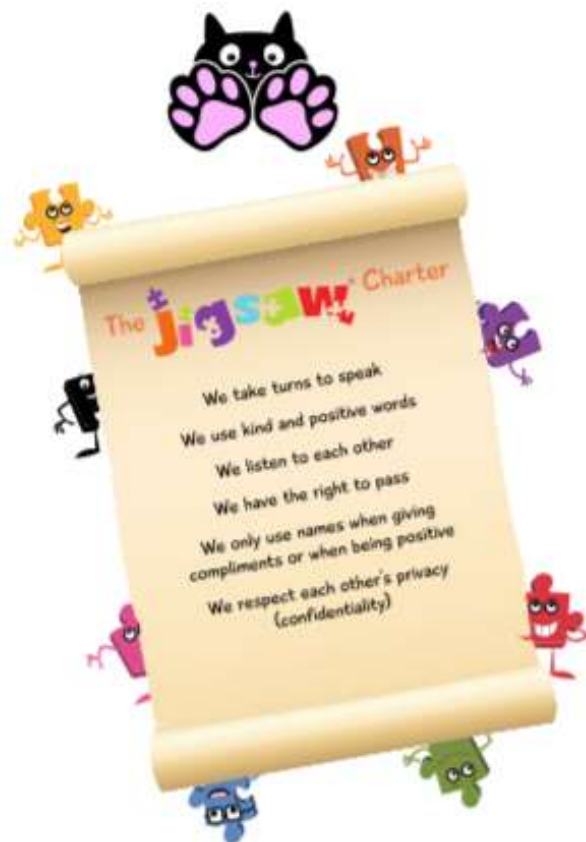 The Jigsaw® Charter
We take turns to speak
We use kind and positive words
We listen to each other
We have the right to pass
We only use names when giving
compliments or when being positive
We respect each other's privacy
(confidentiality)